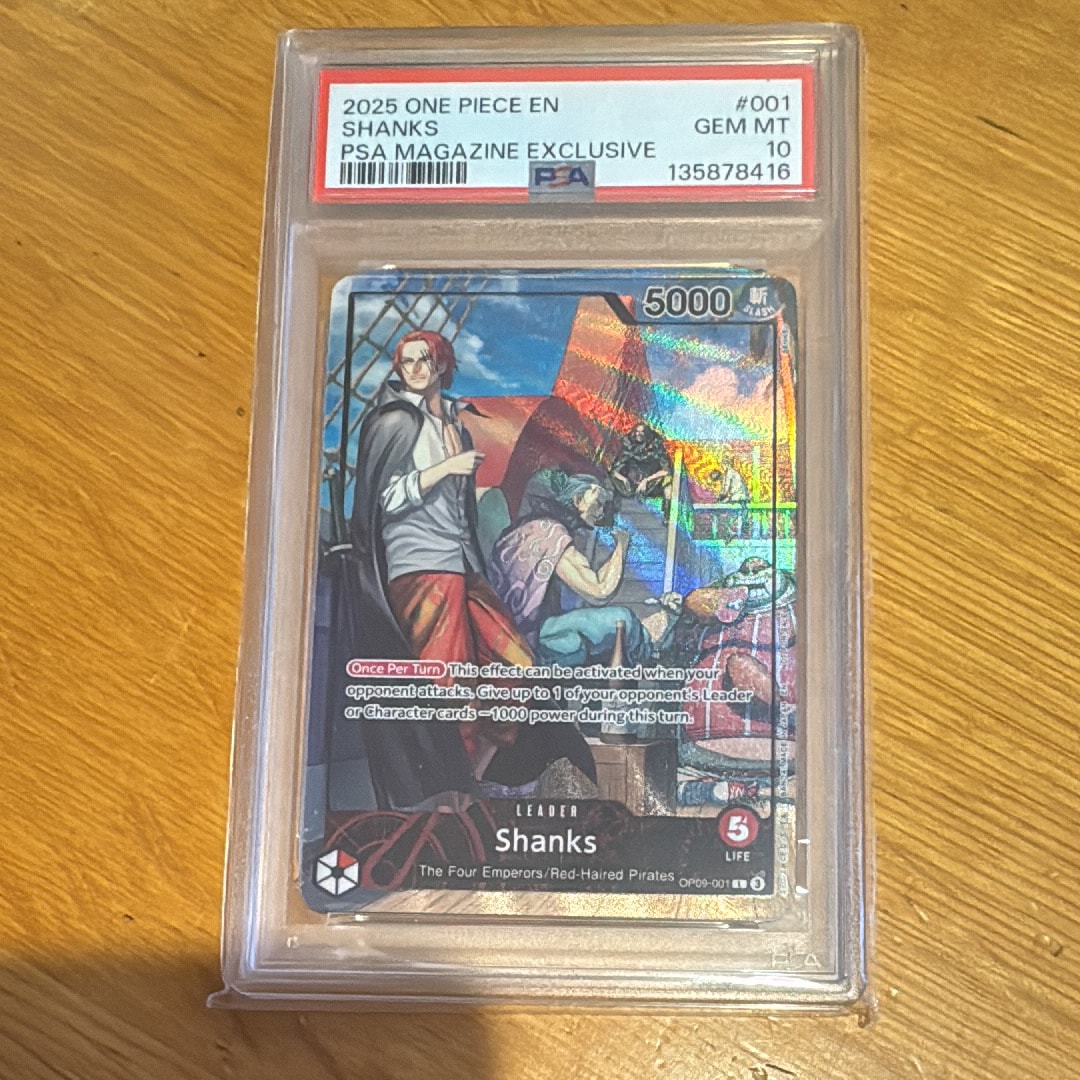 2025 ONE PIECE EN #001
SHANKS GEM MT
PSA MAGAZINE EXCLUSIVE 10
PSA 135878416
5000 斬
SLASH
Once Per Turn This effect can be activated when your
opponent attacks. Give up to 1 of your opponent's Leader
or Character cards −1000 power during this turn.
LEADER
Shanks
5
LIFE
The Four Emperors/Red-Haired Pirates OP09-001 L 3
PSA